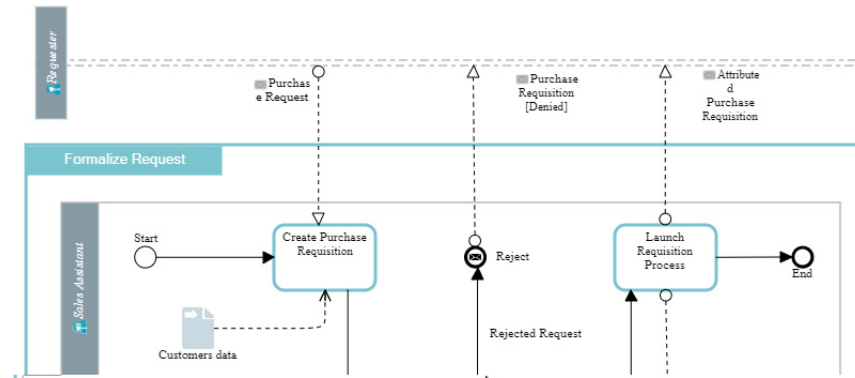 Requester
Purchas
e Request
Purchase
Requisition
[Denied]
Attribute
d
Purchase
Requisition
Formalize Request
Sales Assistant
Start
Create Purchase
Requisition
Reject
Launch
Requisition
Process
End
Rejected Request
Customers data